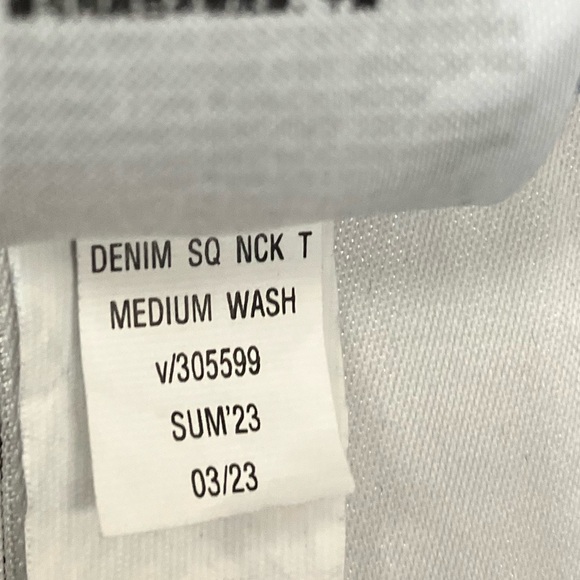 DENIM SQ NCK T
MEDIUM WASH
v/305599
SUM'23
03/23